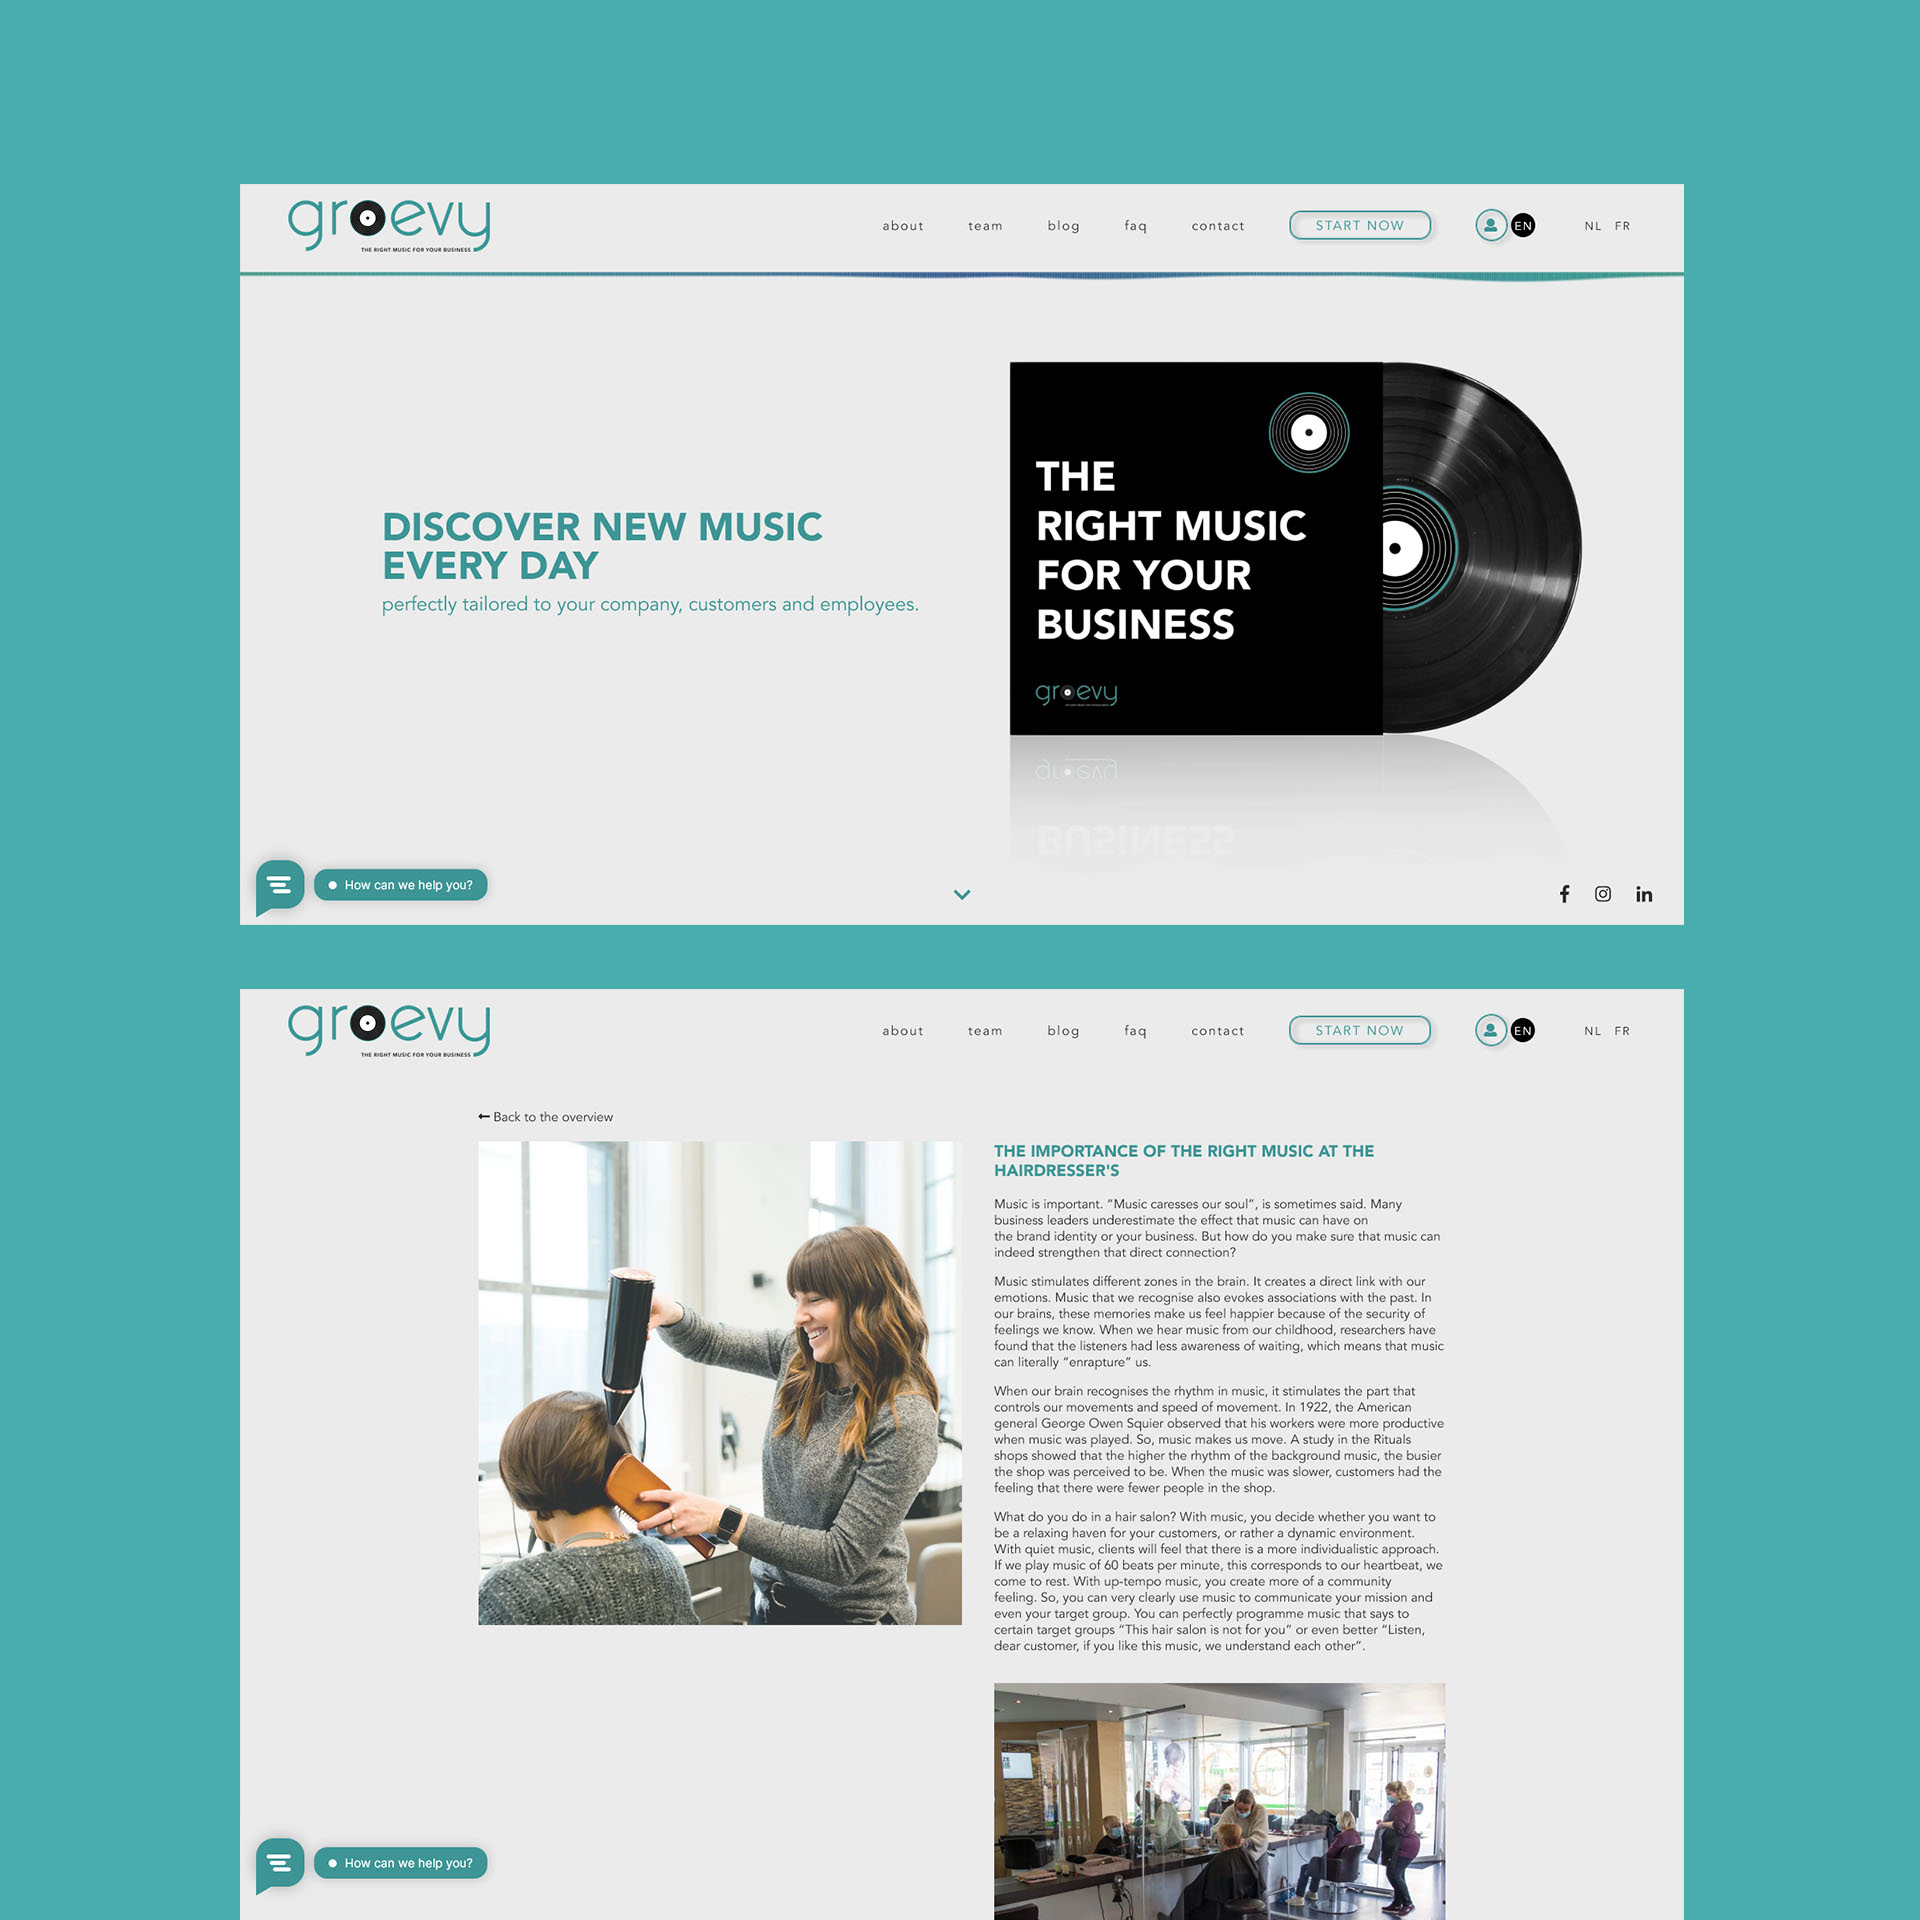 groevy
THE RIGHT MUSIC FOR YOUR BUSINESS
about team blog faq contact START NOW EN NL FR
DISCOVER NEW MUSIC
EVERY DAY
perfectly tailored to your company, customers and employees.
THE
RIGHT MUSIC
FOR YOUR
BUSINESS
groevy
How can we help you?
groevy
THE RIGHT MUSIC FOR YOUR BUSINESS
about team blog faq contact START NOW EN NL FR
Back to the overview
THE IMPORTANCE OF THE RIGHT MUSIC AT THE
HAIRDRESSER'S
Music is important. “Music caresses our soul”, is sometimes said. Many
business leaders underestimate the effect that music can have on
the brand identity or your business. But how do you make sure that music can
indeed strengthen that direct connection?
Music stimulates different zones in the brain. It creates a direct link with our
emotions. Music that we recognise also evokes associations with the past. In
our brains, these memories make us feel happier because of the security of
feelings we know. When we hear music from our childhood, researchers have
found that the listeners had less awareness of waiting, which means that music
can literally “enrapture” us.
When our brain recognises the rhythm in music, it stimulates the part that
controls our movements and speed of movement. In 1922, the American
general George Owen Squier observed that his workers were more productive
when music was played. So, music makes us move. A study in the Rituals
shops showed that the higher the rhythm of the background music, the busier
the shop was perceived to be. When the music was slower, customers had the
feeling that there were fewer people in the shop.
What do you do in a hair salon? With music, you decide whether you want to
be a relaxing haven for your customers, or rather a dynamic environment.
With quiet music, clients will feel that there is a more individualistic approach.
If we play music of 60 beats per minute, this corresponds to our heartbeat, we
come to rest. With up-tempo music, you create more of a community
feeling. So, you can very clearly use music to communicate your mission and
even your target group. You can perfectly programme music that says to
certain target groups “This hair salon is not for you” or even better “Listen,
dear customer, if you like this music, we understand each other”.
How can we help you?